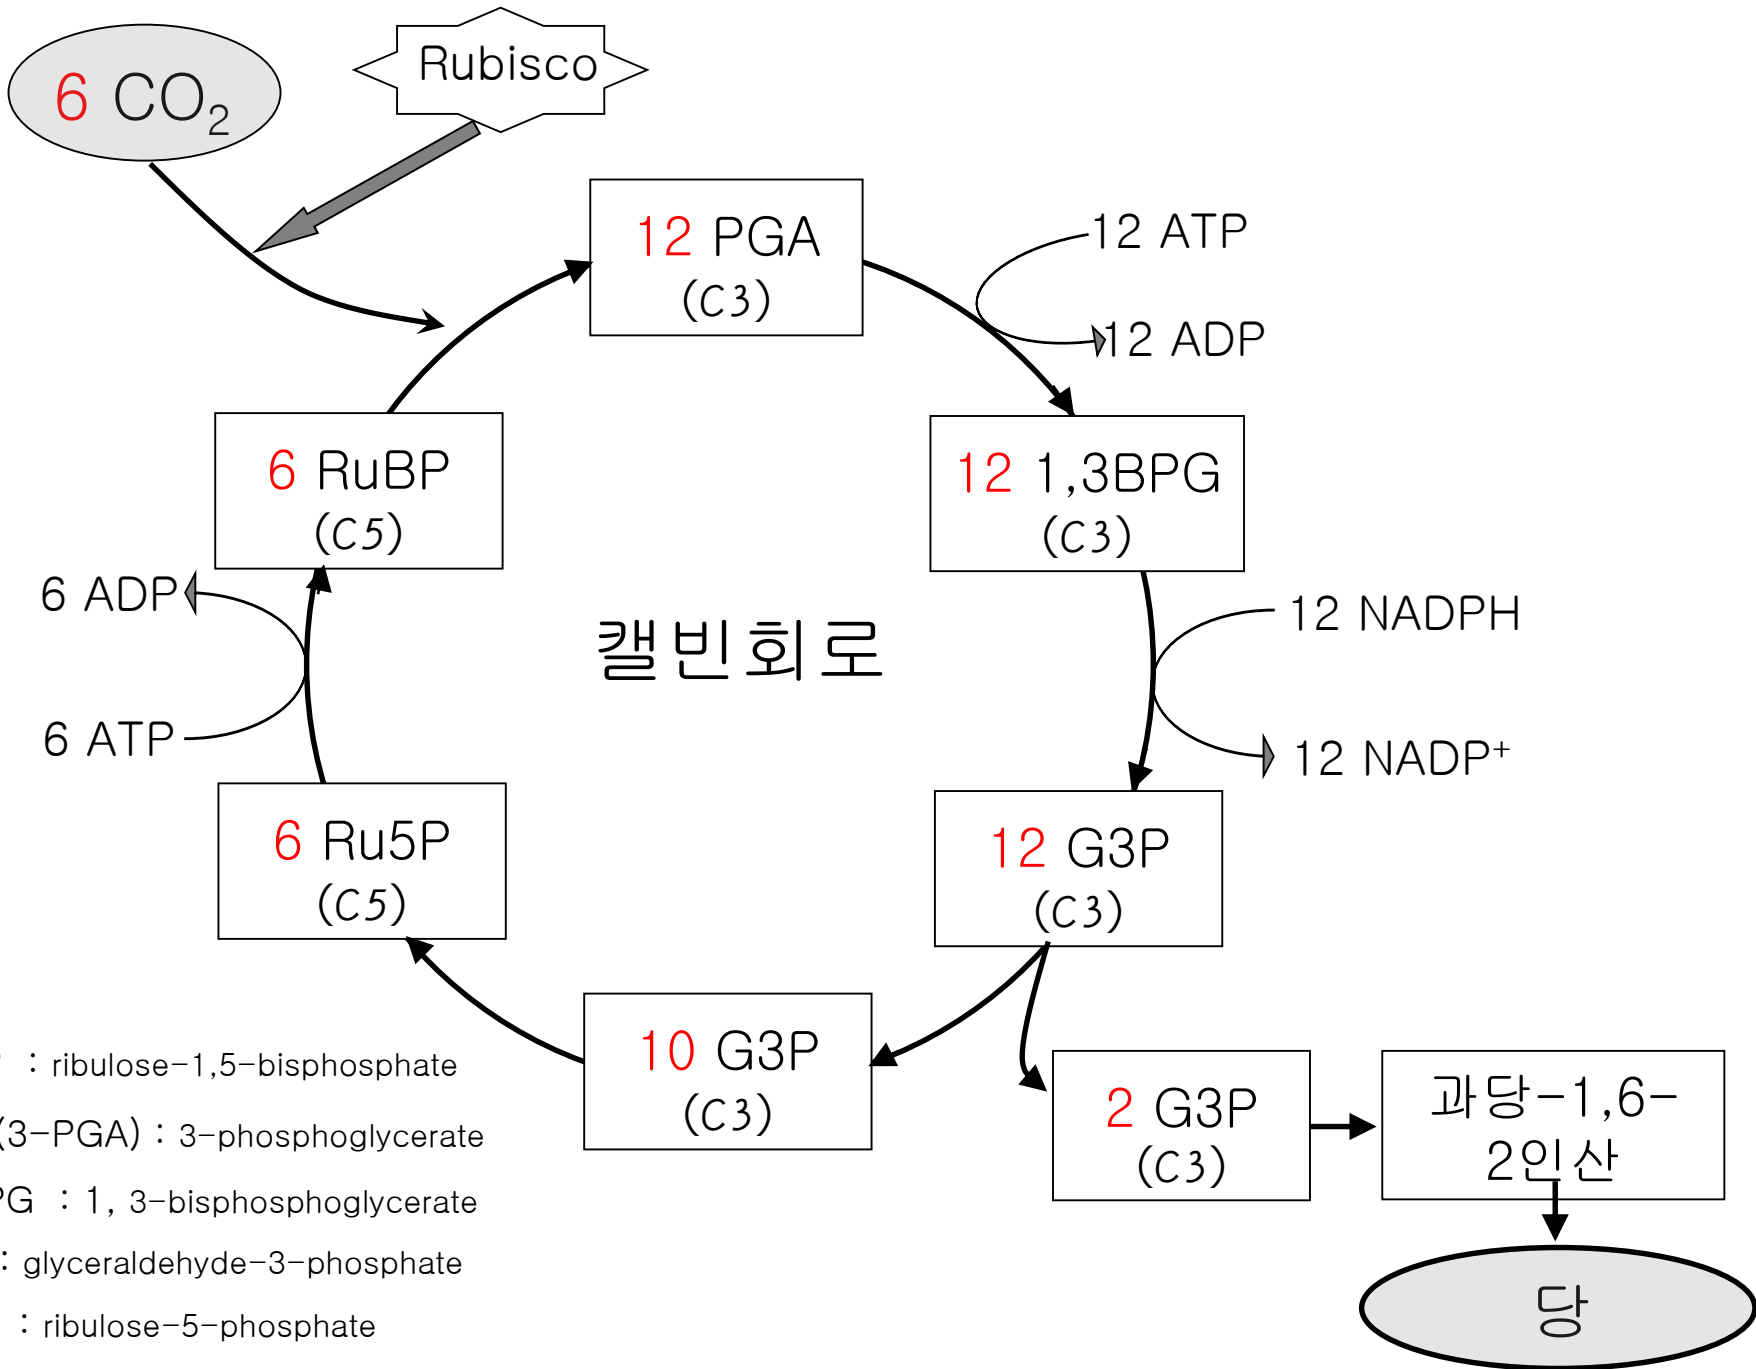 6 CO₂
Rubisco
12 PGA
(C3)
12 ATP
12 ADP
6 RuBP
(C5)
12 1,3BPG
(C3)
6 ADP
6 ATP
캘빈회로
12 NADPH
12 NADP⁺
6 Ru5P
(C5)
12 G3P
(C3)
10 G3P
(C3)
2 G3P
(C3)
과당-1,6-
2인산
당
: ribulose-1,5-bisphosphate
(3-PGA) : 3-phosphoglycerate
PG : 1, 3-bisphosphoglycerate
: glyceraldehyde-3-phosphate
: ribulose-5-phosphate